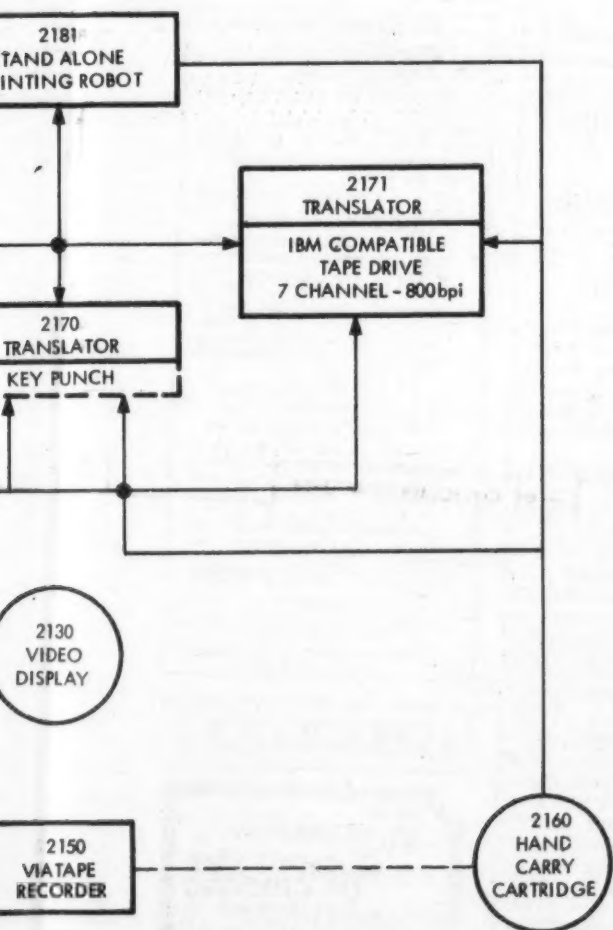 2181
TAND ALONE
INTING ROBOT
2171
TRANSLATOR
IBM COMPATIBLE
TAPE DRIVE
7 CHANNEL - 800bpi
2170
TRANSLATOR
KEY PUNCH
2130
VIDEO
DISPLAY
2150
VIATAPE
RECORDER
2160
HAND
CARRY
CARTRIDGE